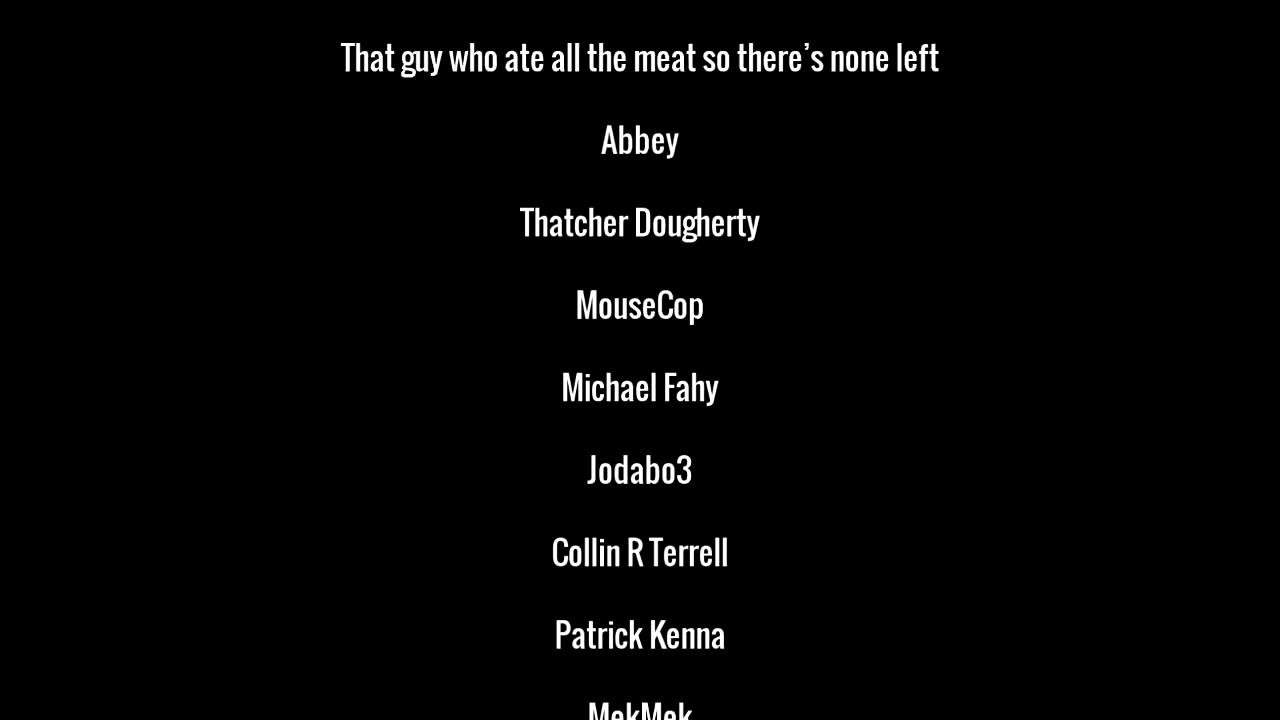 That guy who ate all the meat so there’s none left
Abbey
Thatcher Dougherty
MouseCop
Michael Fahy
Jodabo3
Collin R Terrell
Patrick Kenna
MekMek